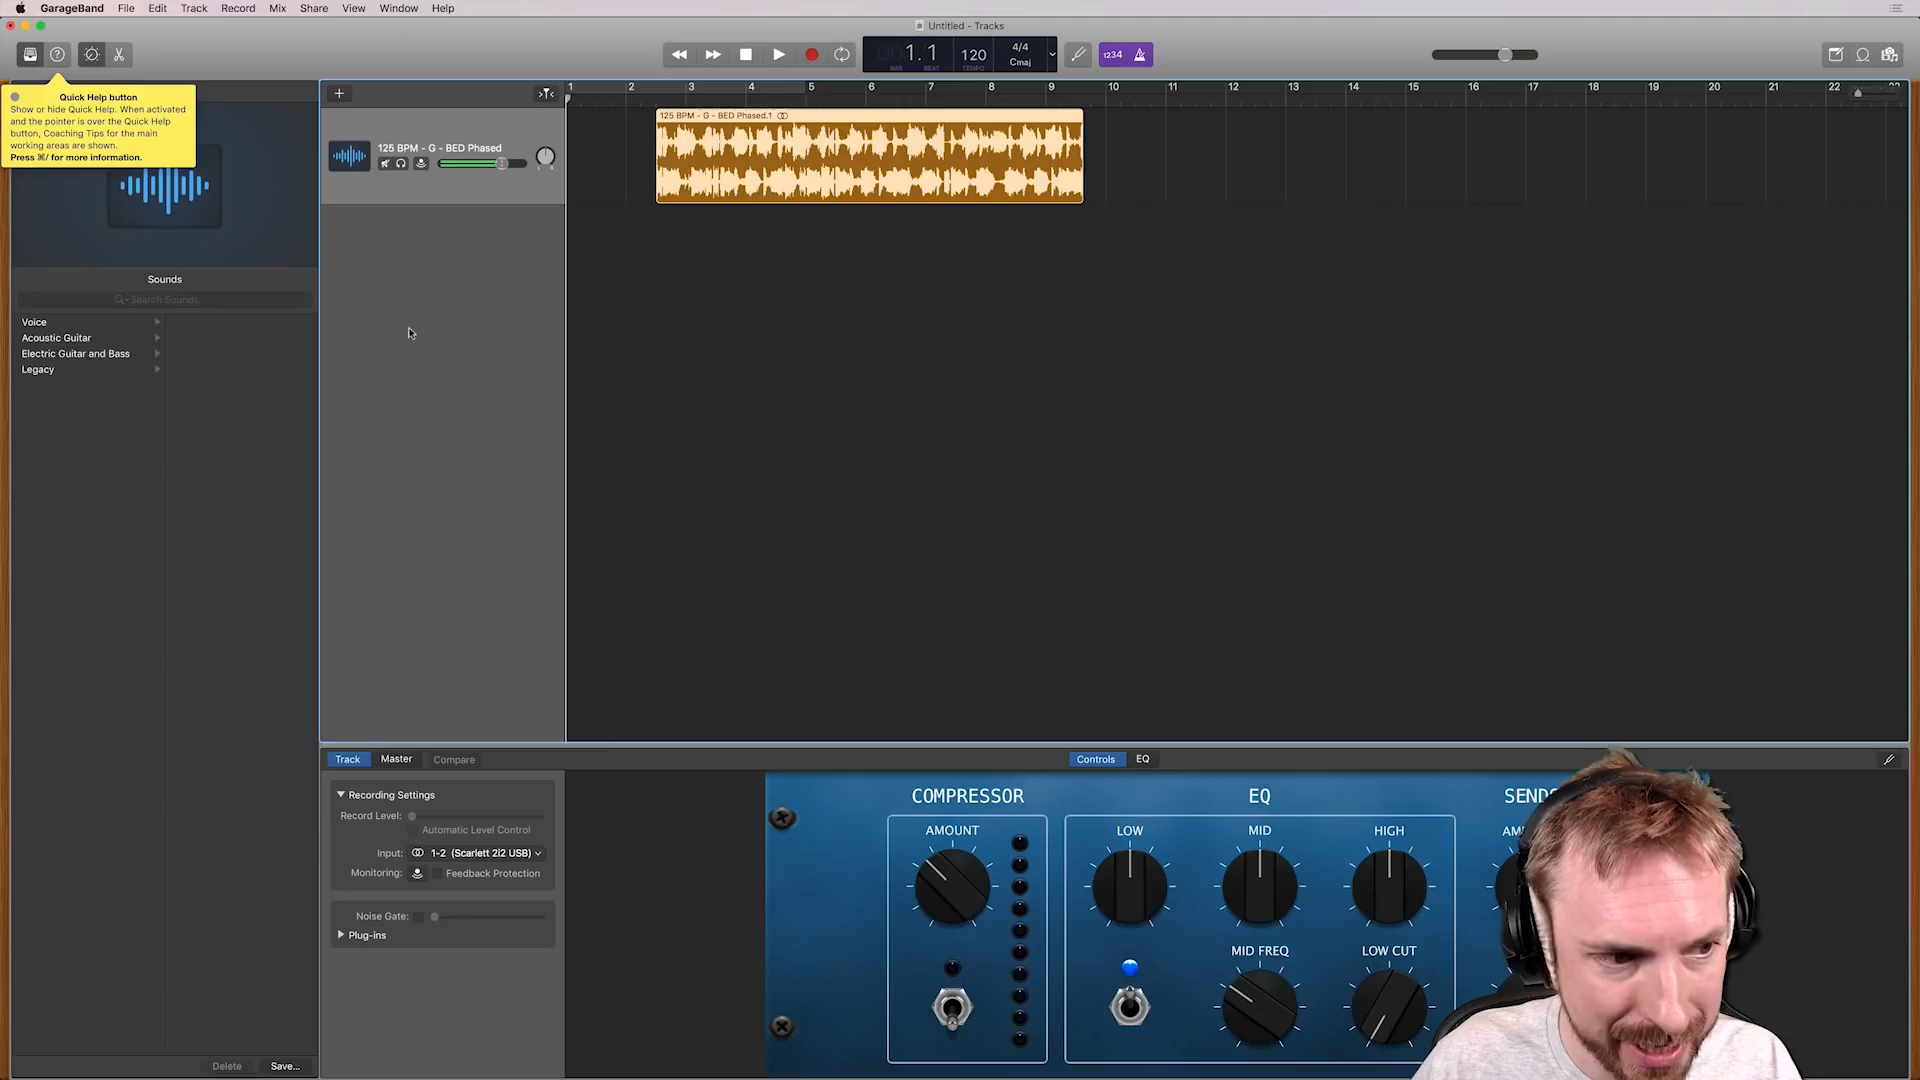 GarageBand File Edit Track Record Mix Share View Window Help
Untitled - Tracks
1.1
BAR BEAT
120
TEMPO
4/4
Cmaj
1234
Quick Help button
Show or hide Quick Help. When activated
and the pointer is over the Quick Help
button, Coaching Tips for the main
working areas are shown.
Press ⌘/ for more information.
1 2 3 4 5 6 7 8 9 10 11 12 13 14 15 16 17 18 19 20 21 22
125 BPM - G - BED Phased.1
125 BPM - G - BED Phased
Sounds
Search Sounds
Voice
Acoustic Guitar
Electric Guitar and Bass
Legacy
Delete Save...
Track Master Compare
Controls EQ
Recording Settings
Record Level:
Automatic Level Control
Input: 1-2 (Scarlett 2i2 USB)
Monitoring: Feedback Protection
Noise Gate:
Plug-ins
COMPRESSOR
AMOUNT
EQ
LOW MID HIGH
MID FREQ LOW CUT